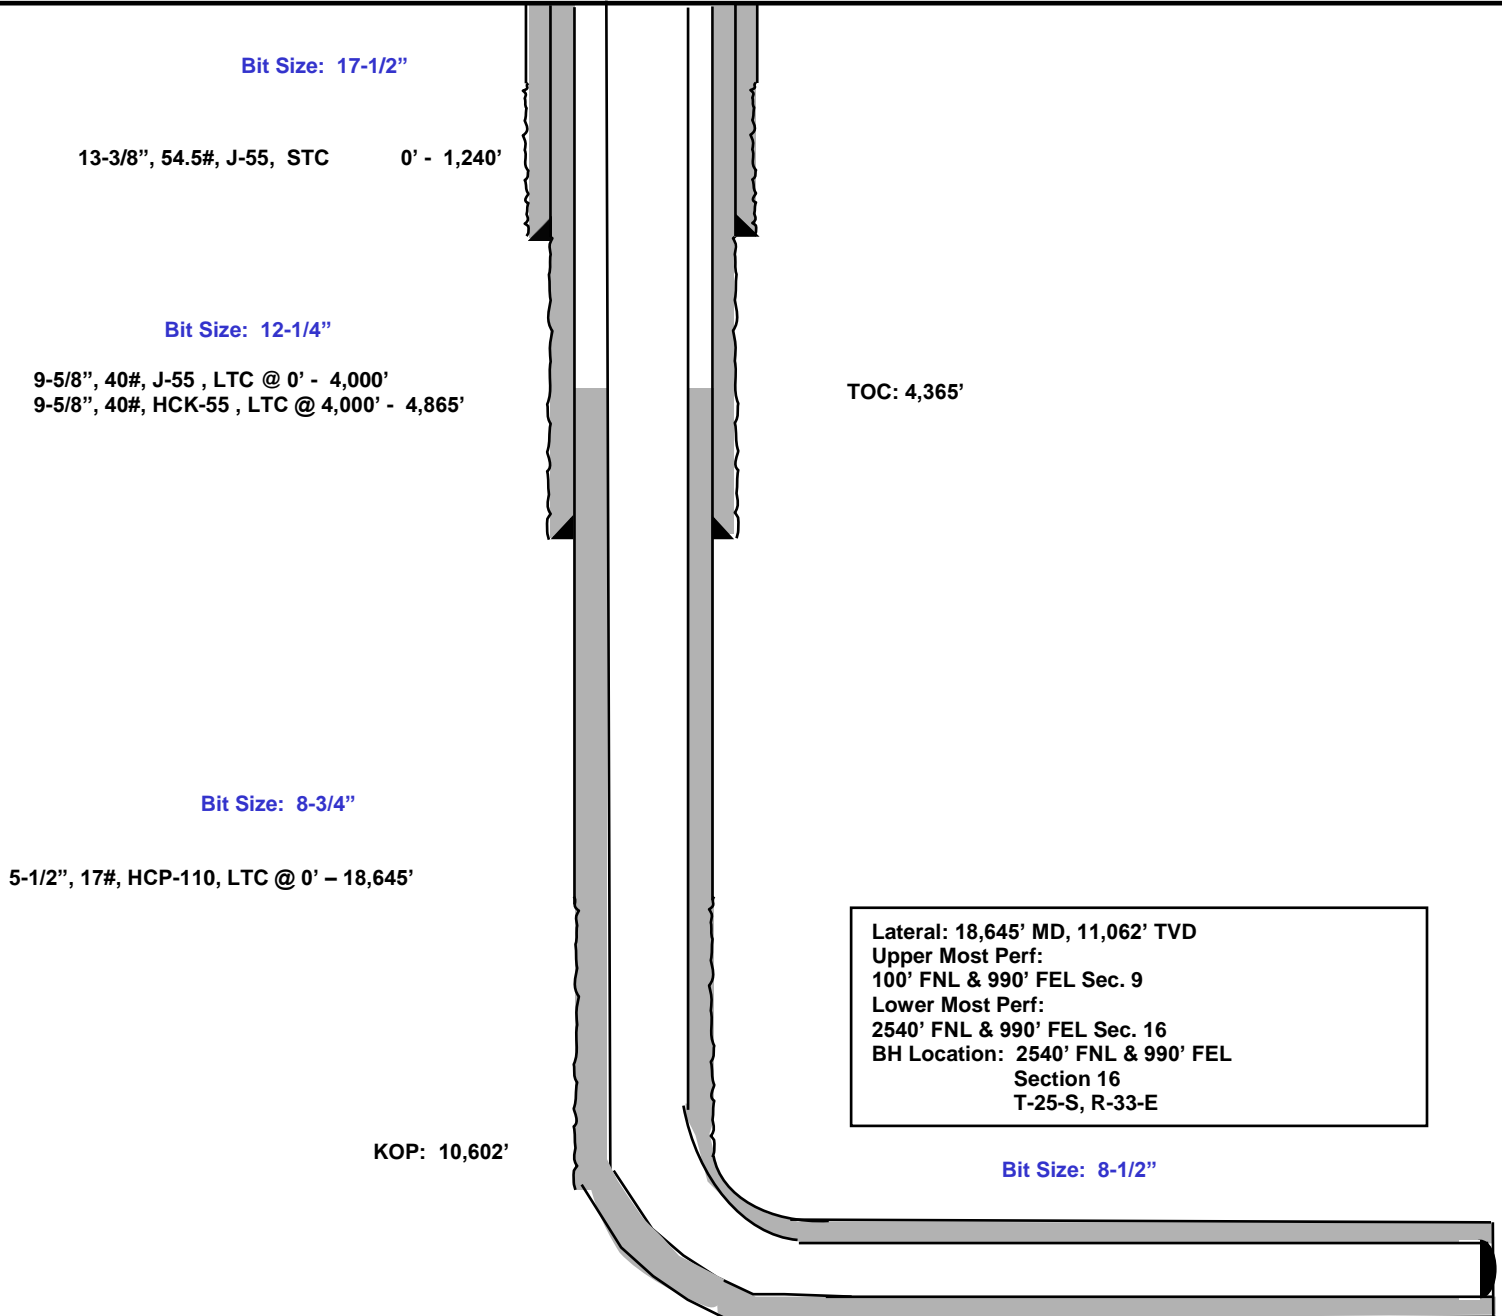 Bit Size:  17-1/2”
13-3/8”, 54.5#, J-55,  STC          0’ -  1,240’
Bit Size:  12-1/4”
9-5/8”, 40#, J-55 , LTC @ 0’ -  4,000’
9-5/8”, 40#, HCK-55 , LTC @ 4,000’ -  4,865’
TOC: 4,365’
Bit Size:  8-3/4”
5-1/2”, 17#, HCP-110, LTC @ 0’ – 18,645’
Lateral: 18,645’ MD, 11,062’ TVD
Upper Most Perf:
100’ FNL & 990’ FEL Sec. 9
Lower Most Perf:
2540’ FNL & 990’ FEL Sec. 16
BH Location:  2540’ FNL & 990’ FEL
Section 16
T-25-S, R-33-E
KOP:  10,602’
Bit Size:  8-1/2”